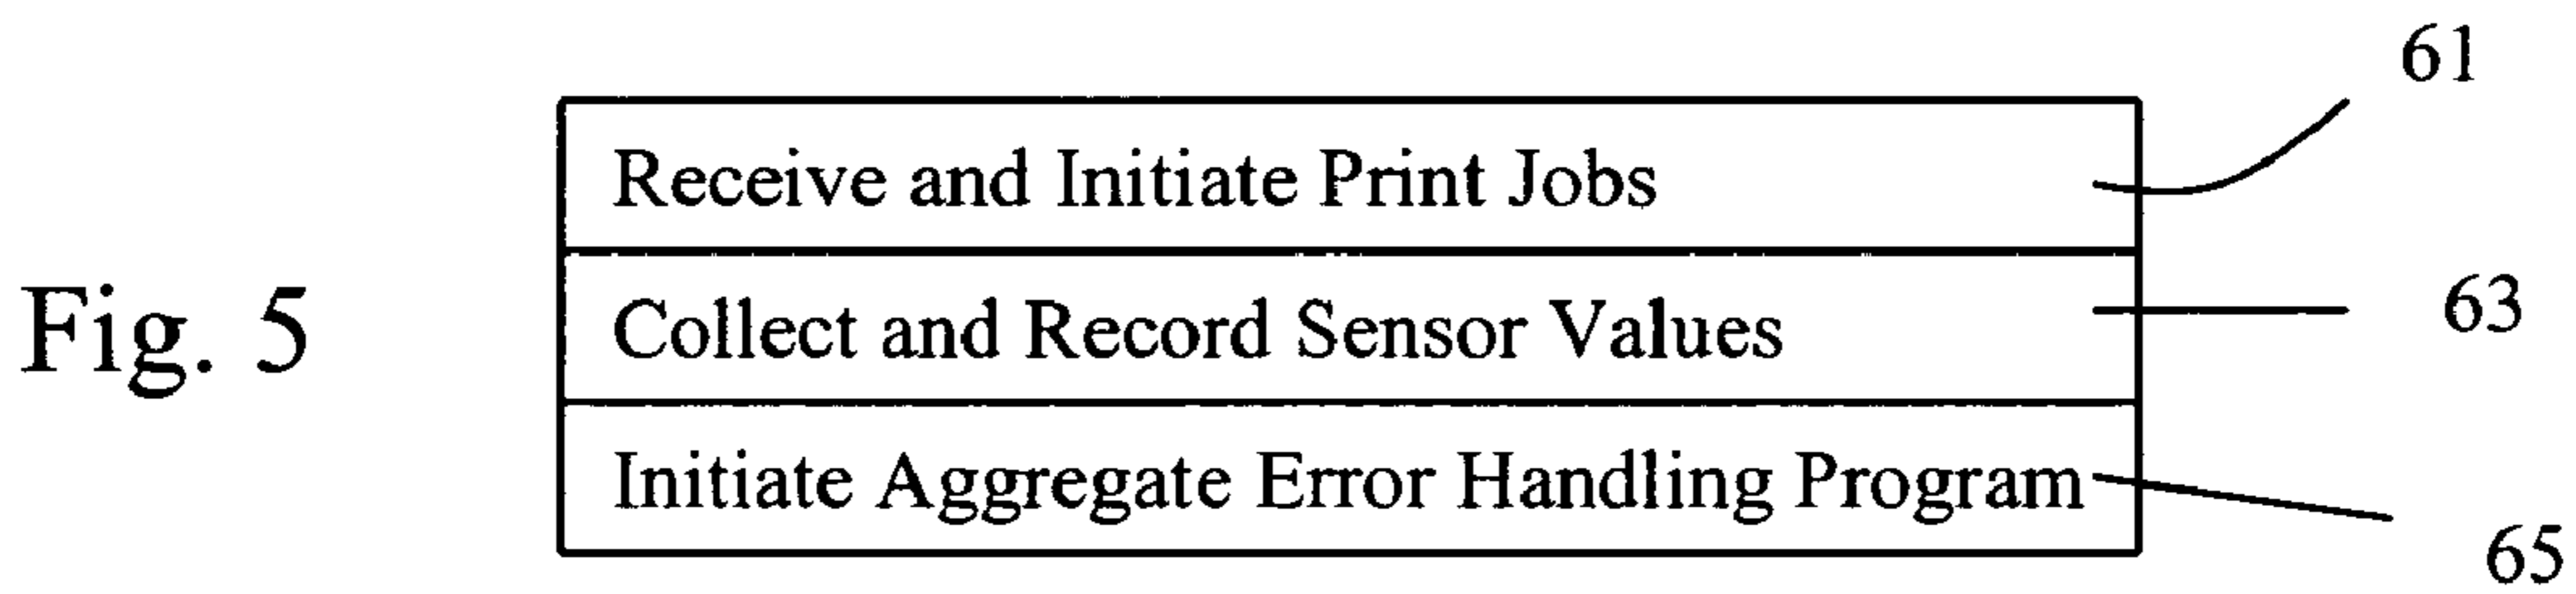 61
Receive and Initiate Print Jobs
Fig. 5
Collect and Record Sensor Values
63
Initiate Aggregate Error Handling Program
65